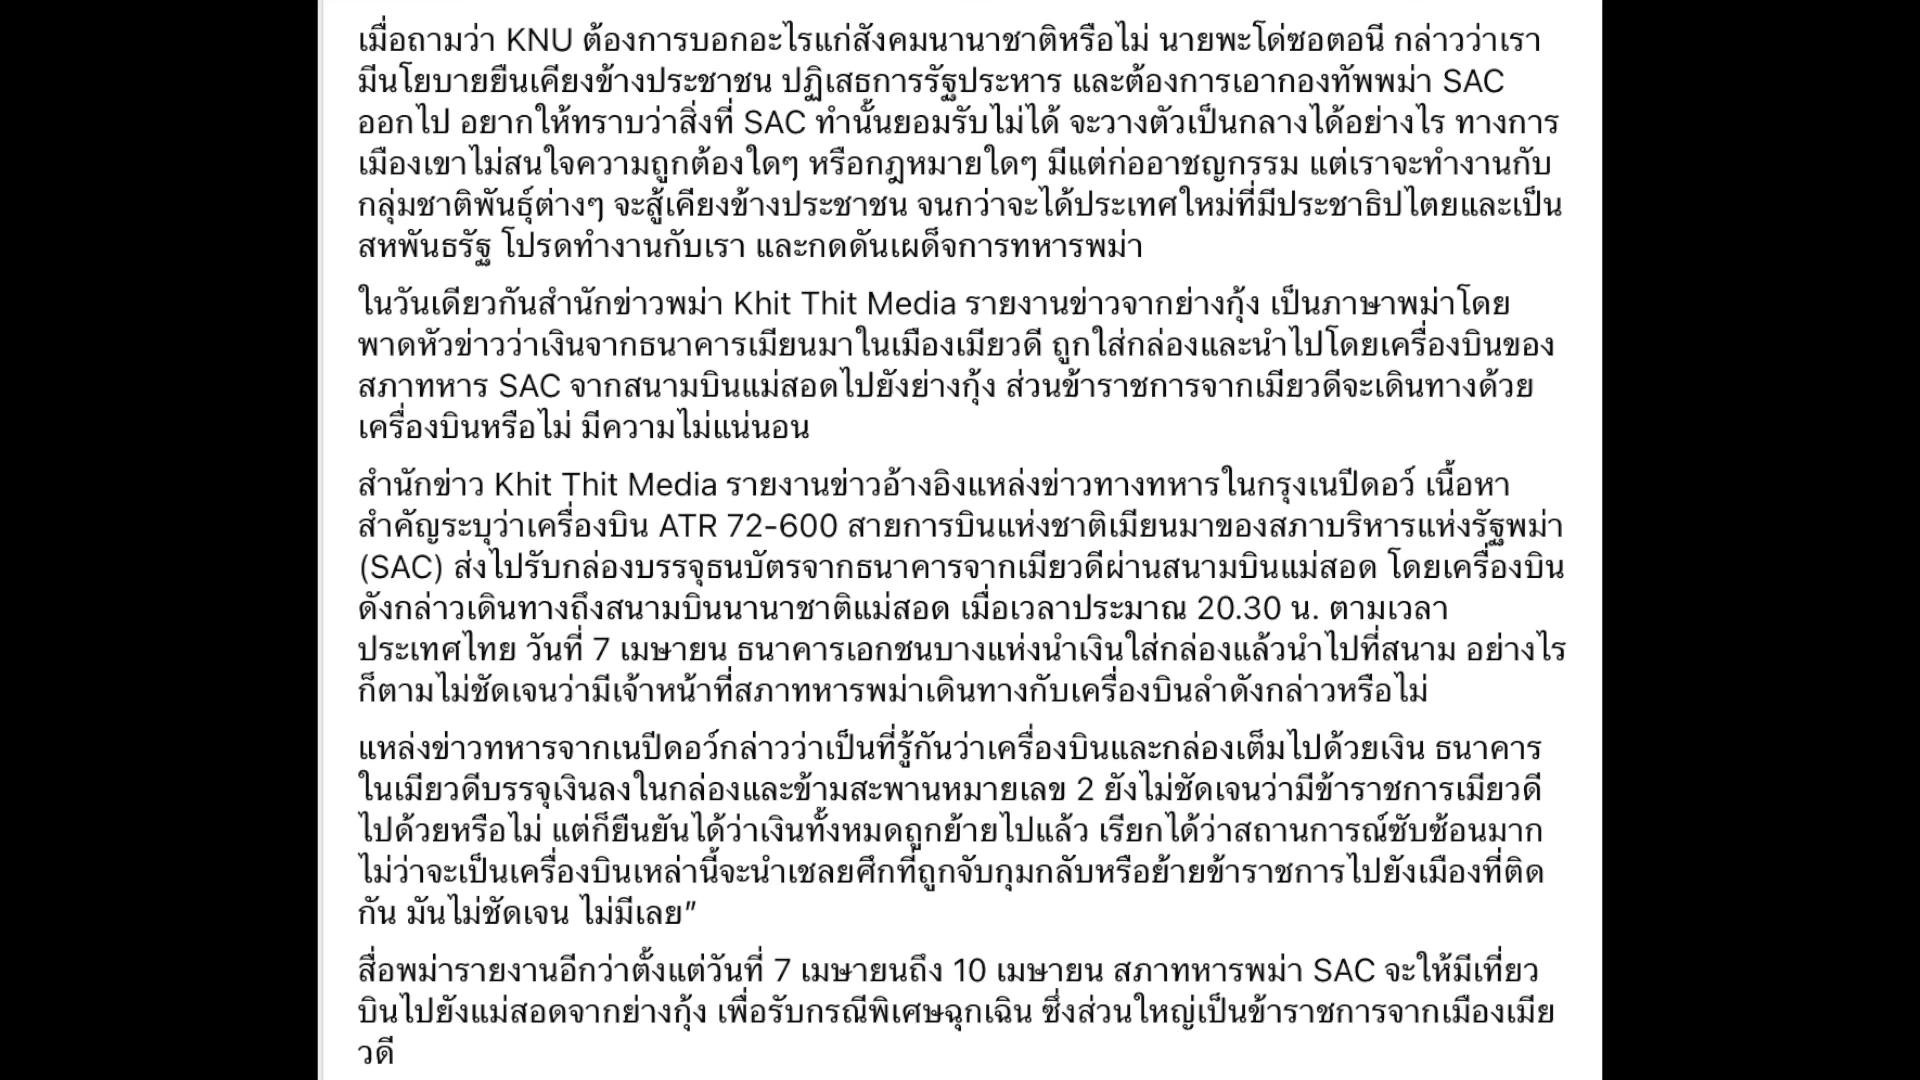 เมื่อถามว่า KNU ต้องการบอกอะไรแก่สังคมนานาชาติหรือไม่ นายพะโด่ซอตอนี กล่าวว่าเรา
มีนโยบายยืนเคียงข้างประชาชน ปฏิเสธการรัฐประหาร และต้องการเอากองทัพพม่า SAC
ออกไป อยากให้ทราบว่าสิ่งที่ SAC ทำนั้นยอมรับไม่ได้ จะวางตัวเป็นกลางได้อย่างไร ทางการ
เมืองเขาไม่สนใจความถูกต้องใดๆ หรือกฎหมายใดๆ มีแต่ก่ออาชญกรรม แต่เราจะทำงานกับ
กลุ่มชาติพันธุ์ต่างๆ จะสู้เคียงข้างประชาชน จนกว่าจะได้ประเทศใหม่ที่มีประชาธิปไตยและเป็น
สหพันธรัฐ โปรดทำงานกับเรา และกดดันเผด็จการทหารพม่า
ในวันเดียวกันสำนักข่าวพม่า Khit Thit Media รายงานข่าวจากย่างกุ้ง เป็นภาษาพม่าโดย
พาดหัวข่าวว่าเงินจากธนาคารเมียนมาในเมืองเมียวดี ถูกใส่กล่องและนำไปโดยเครื่องบินของ
สภาทหาร SAC จากสนามบินแม่สอดไปยังย่างกุ้ง ส่วนข้าราชการจากเมียวดีจะเดินทางด้วย
เครื่องบินหรือไม่ มีความไม่แน่นอน
สำนักข่าว Khit Thit Media รายงานข่าวอ้างอิงแหล่งข่าวทางทหารในกรุงเนปีดอว์ เนื้อหา
สำคัญระบุว่าเครื่องบิน ATR 72-600 สายการบินแห่งชาติเมียนมาของสภาบริหารแห่งรัฐพม่า
(SAC) ส่งไปรับกล่องบรรจุธนบัตรจากธนาคารจากเมียวดีผ่านสนามบินแม่สอด โดยเครื่องบิน
ดังกล่าวเดินทางถึงสนามบินนานาชาติแม่สอด เมื่อเวลาประมาณ 20.30 น. ตามเวลา
ประเทศไทย วันที่ 7 เมษายน ธนาคารเอกชนบางแห่งนำเงินใส่กล่องแล้วนำไปที่สนาม อย่างไร
ก็ตามไม่ชัดเจนว่ามีเจ้าหน้าที่สภาทหารพม่าเดินทางกับเครื่องบินลำดังกล่าวหรือไม่
แหล่งข่าวทหารจากเนปีดอว์กล่าวว่าเป็นที่รู้กันว่าเครื่องบินและกล่องเต็มไปด้วยเงิน ธนาคาร
ในเมียวดีบรรจุเงินลงในกล่องและข้ามสะพานหมายเลข 2 ยังไม่ชัดเจนว่ามีข้าราชการเมียวดี
ไปด้วยหรือไม่ แต่ก็ยืนยันได้ว่าเงินทั้งหมดถูกย้ายไปแล้ว เรียกได้ว่าสถานการณ์ซับซ้อนมาก
ไม่ว่าจะเป็นเครื่องบินเหล่านี้จะนำเชลยศึกที่ถูกจับกุมกลับหรือย้ายข้าราชการไปยังเมืองที่ติด
กัน มันไม่ชัดเจน ไม่มีเลย"
สื่อพม่ารายงานอีกว่าตั้งแต่วันที่ 7 เมษายนถึง 10 เมษายน สภาทหารพม่า SAC จะให้มีเที่ยว
บินไปยังแม่สอดจากย่างกุ้ง เพื่อรับกรณีพิเศษฉุกเฉิน ซึ่งส่วนใหญ่เป็นข้าราชการจากเมืองเมีย
วดี